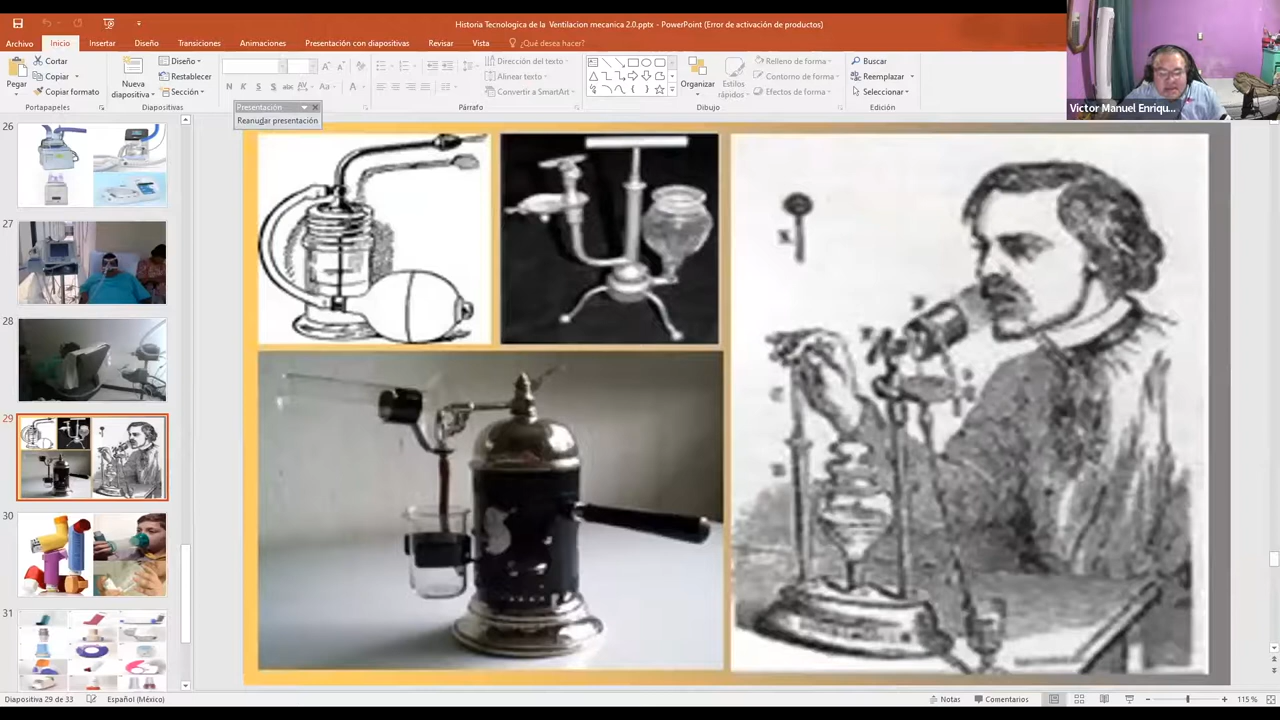 Historia Tecnologica de la Ventilacion mecanica 2.0.pptx - PowerPoint (Error de activación de productos)
Archivo Inicio Insertar Diseño Transiciones Animaciones Presentación con diapositivas Revisar Vista ¿Qué desea hacer?
Cortar
Copiar
Copiar formato
Pegar
Portapapeles
Nueva diapositiva
Diseño
Restablecer
Sección
Diapositivas
N K S S abc AV Aa A
Presentación
Reanudar presentación
Dirección del texto
Alinear texto
Convertir a SmartArt
Párrafo
Organizar
Estilos rápidos
Relleno de forma
Contorno de forma
Efectos de forma
Dibujo
Buscar
Reemplazar
Seleccionar
Edición
Victor Manuel Enriqu...
26
27
28
29
30
31
Diapositiva 29 de 33 Español (México) Notas Comentarios 115 %